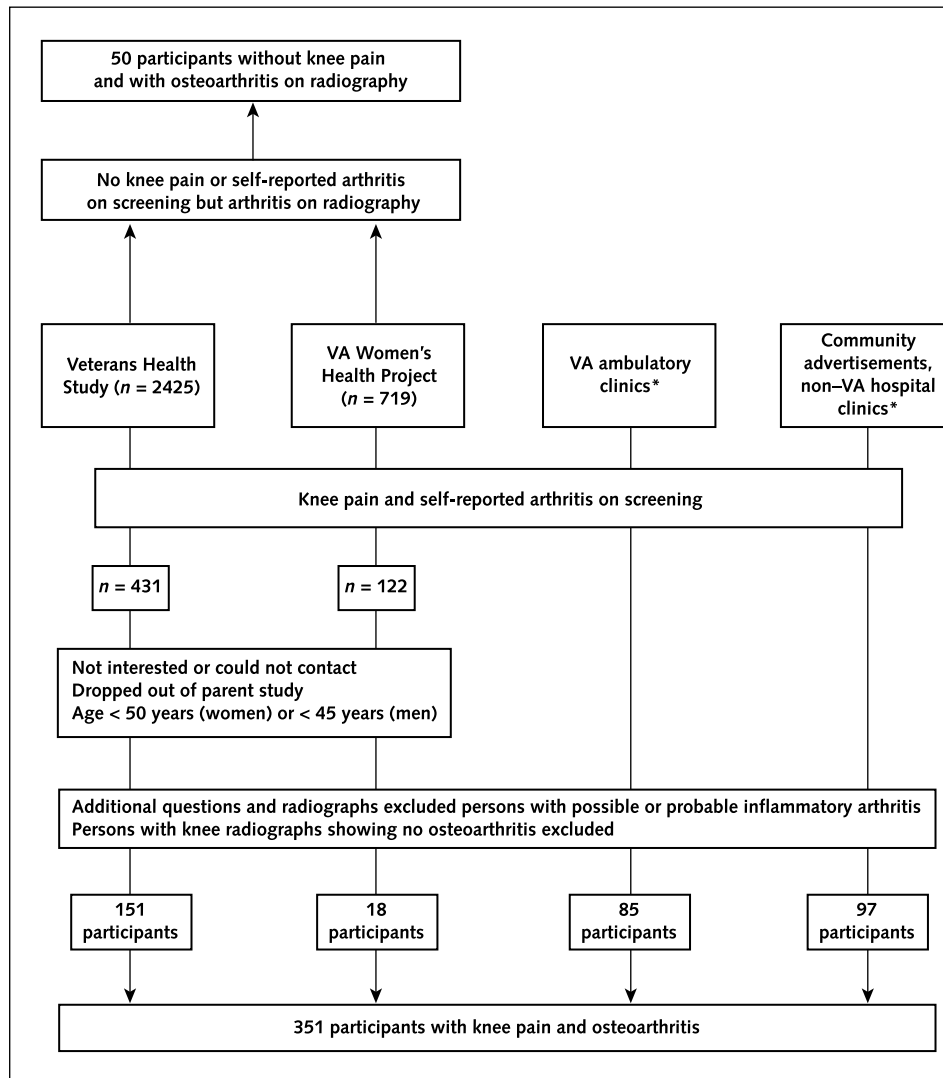 50 participants without knee pain
and with osteoarthritis on radiography
No knee pain or self-reported arthritis
on screening but arthritis on radiography
Veterans Health
Study (n = 2425)
VA Women's
Health Project
(n = 719)
VA ambulatory
clinics*
Community
advertisements,
non–VA hospital
clinics*
Knee pain and self-reported arthritis on screening
n = 431
n = 122
Not interested or could not contact
Dropped out of parent study
Age < 50 years (women) or < 45 years (men)
Additional questions and radiographs excluded persons with possible or probable inflammatory arthritis
Persons with knee radiographs showing no osteoarthritis excluded
151
participants
18
participants
85
participants
97
participants
351 participants with knee pain and osteoarthritis